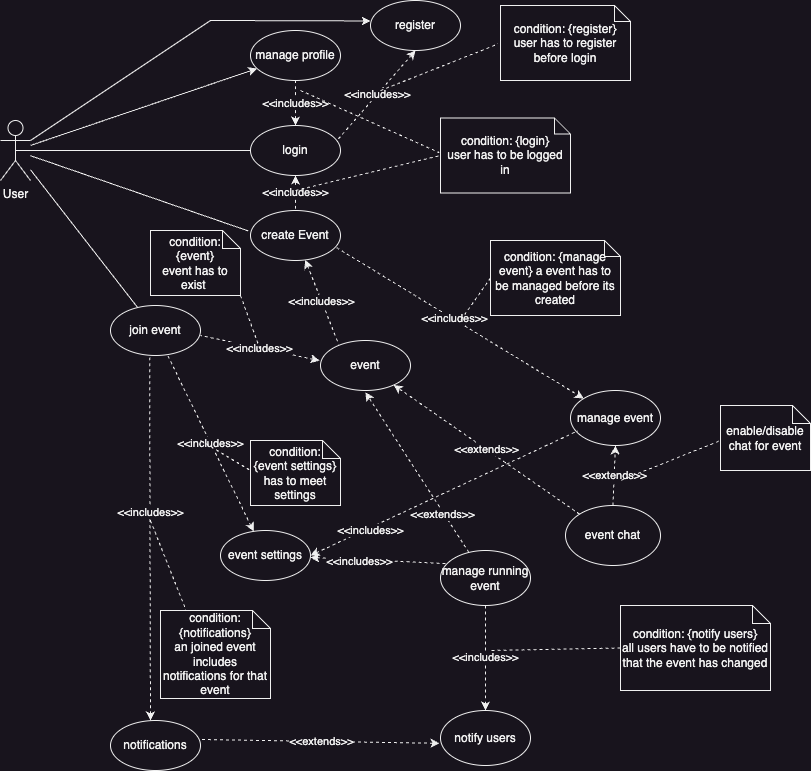 register
condition: {register}
user has to register
before login
manage profile
<<includes>>
<<includes>>
condition: {login}
user has to be logged
in
login
User
<<includes>>
create Event
condition:
{event}
event has to
exist
condition: {manage
event} a event has to
be managed before its
created
<<includes>>
<<includes>>
join event
<<includes>>
event
manage event
enable/disable
chat for event
<<includes>>
<<extends>>
condition:
{event settings}
has to meet
settings
<<extends>>
<<includes>>
<<extends>>
<<includes>>
event chat
event settings
<<includes>>
manage running
event
condition:
{notifications}
an joined event
includes
notifications for that
event
condition: {notify users}
all users have to be notified
that the event has changed
<<includes>>
notifications
<<extends>>
notify users